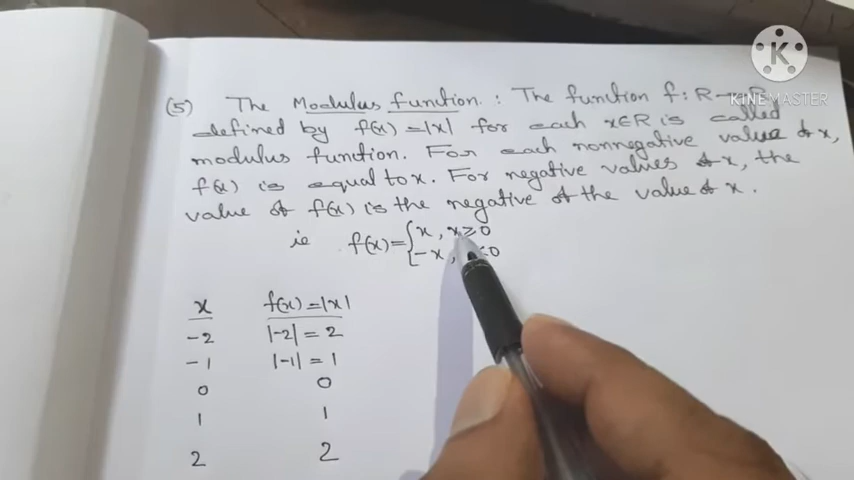 K
KINEMASTER
(5) The Modulus function : The function f: R→R
defined by f(x) = |x| for each x∈R is called
modulus function. For each nonnegative value of x,
f(x) is equal to x. For negative values of x, the
value of f(x) is the negative of the value of x.
ie f(x) = { x, x ≥ 0
-x, <0
x f(x) = |x|
-2 |-2| = 2
-1 |-1| = 1
0 0
1 1
2 2